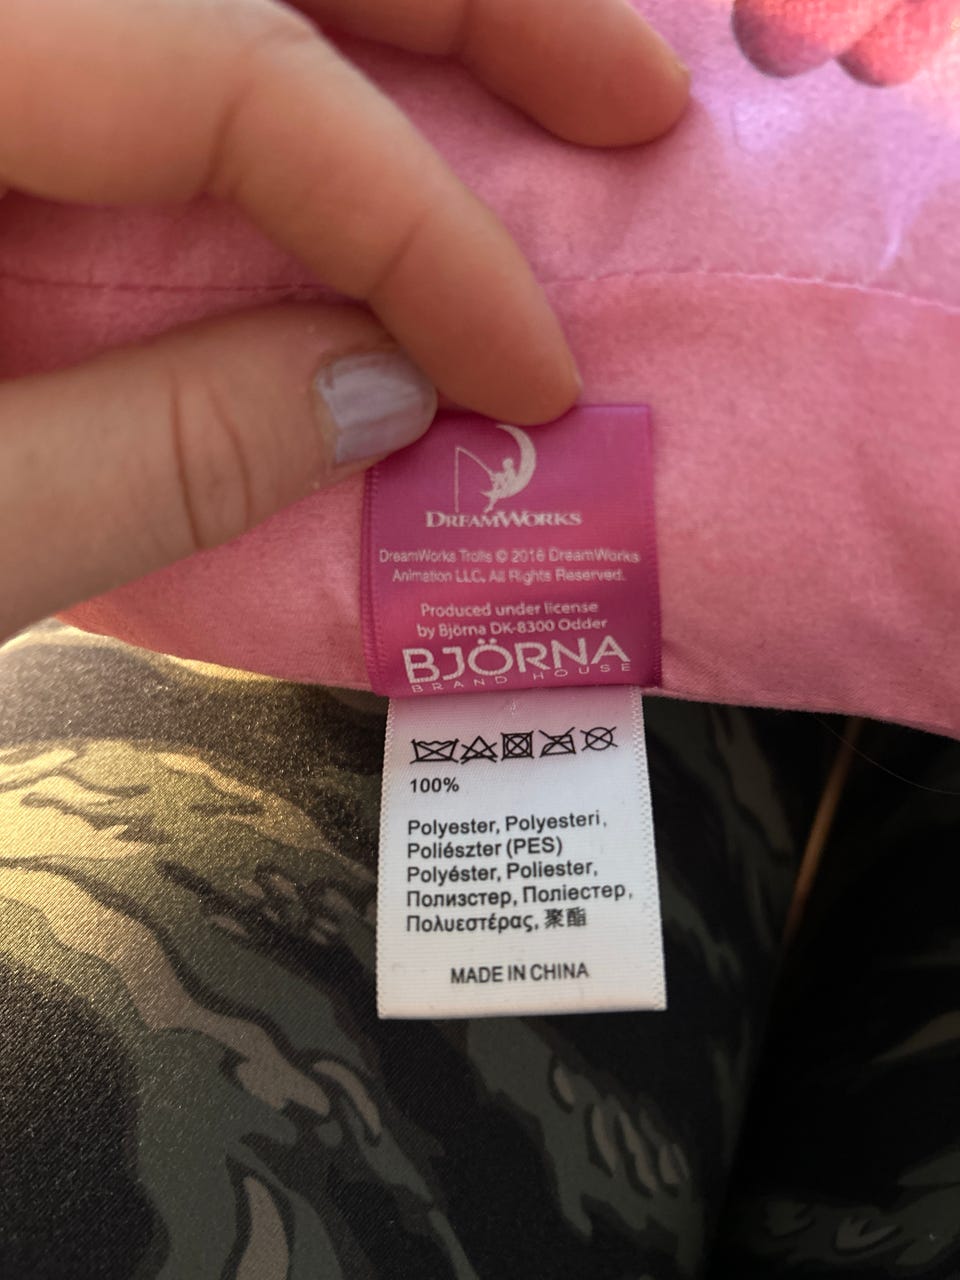 DREAMWORKS
DreamWorks Trolls © 2016 DreamWorks
Animation LLC. All Rights Reserved.
Produced under license
by Björna DK-8300 Odder
BJÖRNA
BRAND HOUSE
100%
Polyester, Polyesteri,
Poliészter (PES)
Polyéster, Poliester,
Полиэстер, Поліестер,
Πολυεστέρας, 聚酯
MADE IN CHINA